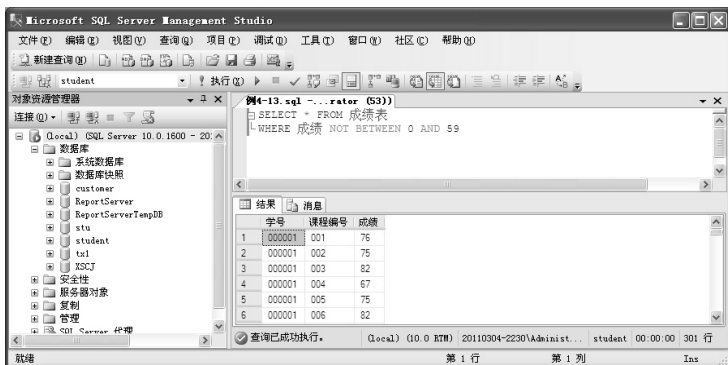 Microsoft SQL Server Management Studio
文件(F) 编辑(E) 视图(V) 查询(Q) 项目(P) 调试(D) 工具(T) 窗口(W) 社区(C) 帮助(H)
新建查询(N)
student 执行(X)
对象资源管理器
连接(O)
(local) (SQL Server 10.0.1600 - 20:
数据库
系统数据库
数据库快照
customer
ReportServer
ReportServerTempDB
stu
student
tx1
XSCJ
安全性
服务器对象
复制
管理
SQL Server 代理
例4-13.sql -...rator (53))
SELECT * FROM 成绩表
WHERE 成绩 NOT BETWEEN 0 AND 59
结果 消息
学号 课程编号 成绩
1 000001 001 76
2 000001 002 75
3 000001 003 82
4 000001 004 67
5 000001 005 75
6 000001 006 82
查询已成功执行。 (local) (10.0 RTM) 20110304-2230\Administ... student 00:00:00 301 行
就绪 第 1 行 第 1 列 Ins